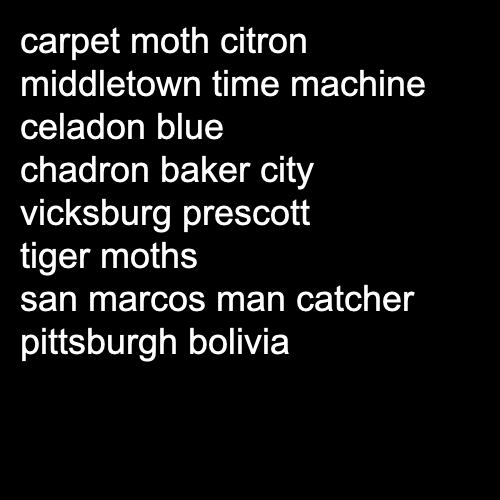 carpet moth citron
middletown time machine
celadon blue
chadron baker city
vicksburg prescott
tiger moths
san marcos man catcher
pittsburgh bolivia